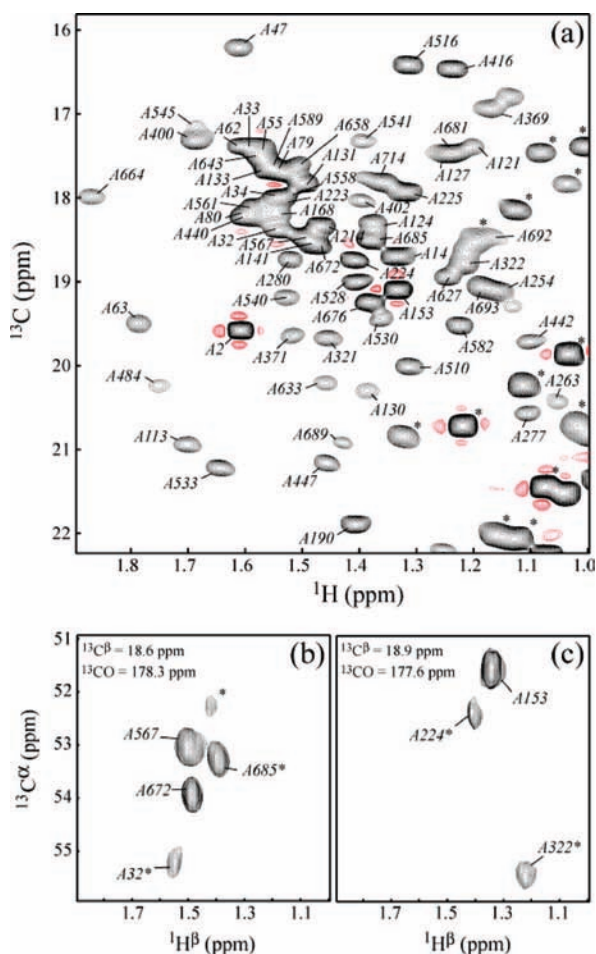 16
A47
A516
A416
(a)
A545
A33
A55
A589
A658
A541
A369
17
A400
A62
A79
A131
A681
A121
*
*
A643
A133
A558
A714
A127
*
18
A664
A34
A223
A402
A225
A561
A168
A124
*
A80
A440
A32
A567
A214
A685
A692
*
A141
A672
A224
A14
A322
19
A280
A528
A627
A254
A540
A676
A153
A693
A63
A530
A582
A442
A2
A371
A321
*
20
A510
A484
A633
A130
*
A263
*
21
A113
A689
*
*
A277
A533
A447
*
22
A190
* *
13C (ppm)
1.8 1.7 1.6 1.5 1.4 1.3 1.2 1.1 1.0
1H (ppm)
51
13Cβ = 18.6 ppm
13CO = 178.3 ppm
(b)
13Cβ = 18.9 ppm
13CO = 177.6 ppm
(c)
52
*
A153
A567
A224*
53
A685*
54
A672
55
A32*
A322*
13Cα (ppm)
1.7 1.5 1.3 1.1
1.7 1.5 1.3 1.1
1Hβ (ppm)
1Hβ (ppm)